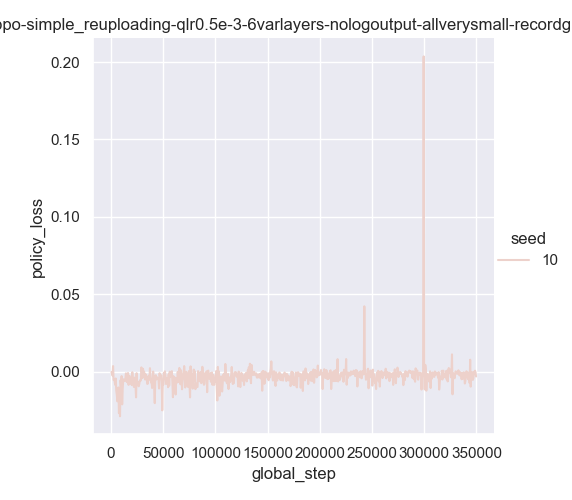 ppo-simple_reuploading-qlr0.5e-3-6varlayers-nologoutput-allverysmall-recordg
0.20
0.15
0.10
0.05
0.00
policy_loss
0 50000 100000 150000 200000 250000 300000 350000
global_step
seed
10